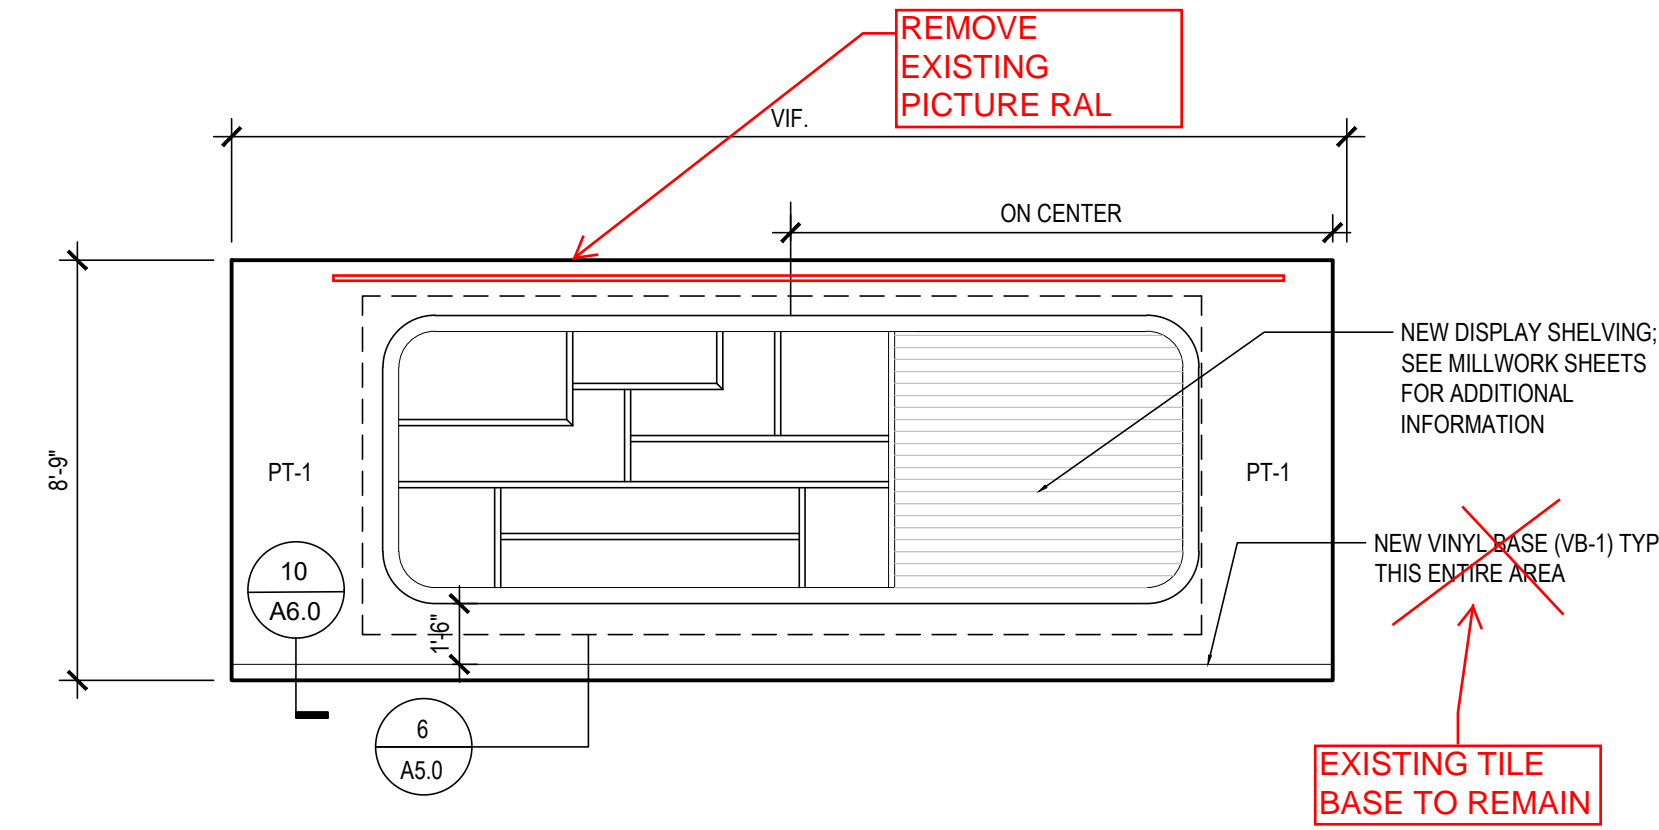 REMOVE
EXISTING
PICTURE RAL
VIF.
ON CENTER
NEW DISPLAY SHELVING;
SEE MILLWORK SHEETS
FOR ADDITIONAL
INFORMATION
8'-9"
PT-1
PT-1
NEW VINYL BASE (VB-1) TYP
THIS ENTIRE AREA
10
A6.0
1'-6"
6
A5.0
EXISTING TILE
BASE TO REMAIN